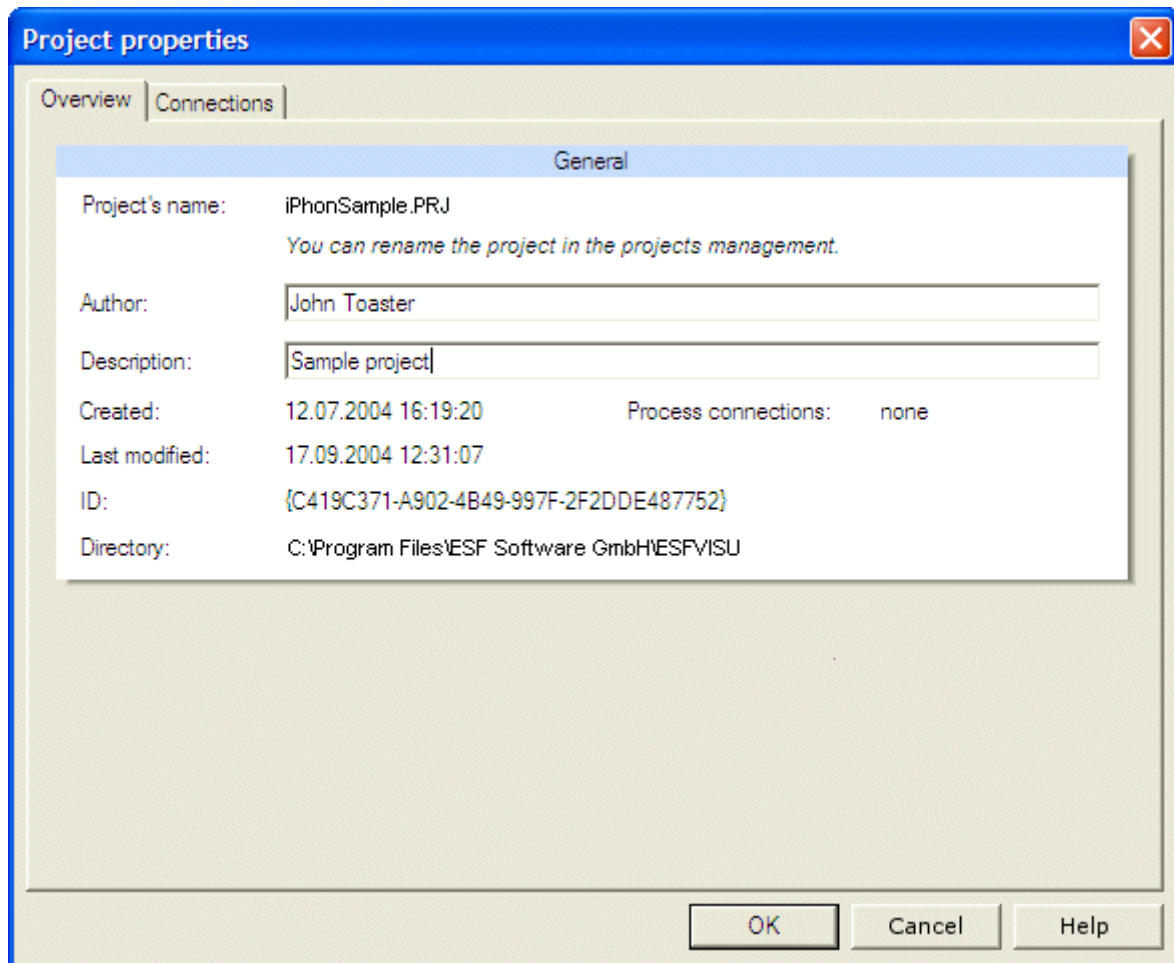 Project properties
Overview Connections
General
Project's name: iPhonSample.PRJ
You can rename the project in the projects management.
Author: John Toaster
Description: Sample project
Created: 12.07.2004 16:19:20 Process connections: none
Last modified: 17.09.2004 12:31:07
ID: {C419C371-A902-4B49-997F-2F2DDE487752}
Directory: C:\Program Files\ESF Software GmbH\ESFVISU
OK Cancel Help